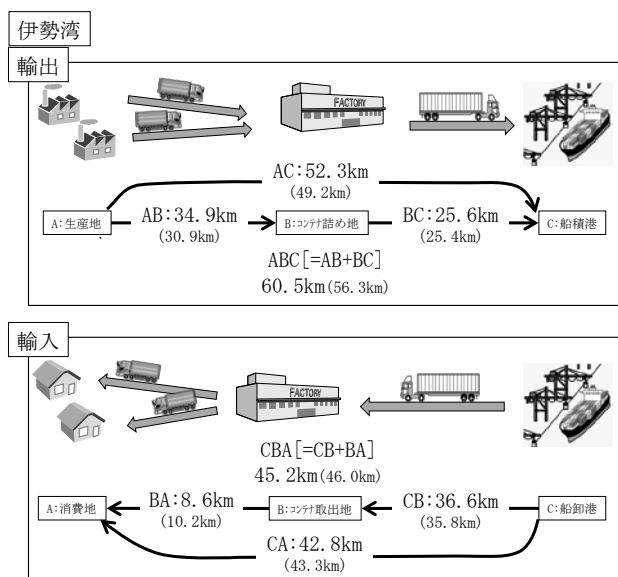 伊勢湾
輸出
FACTORY
AC:52.3km
(49.2km)
A:生産地
AB:34.9km
(30.9km)
B:コンテナ詰め地
BC:25.6km
(25.4km)
C:船積港
ABC[=AB+BC]
60.5km(56.3km)
輸入
FACTORY
CBA[=CB+BA]
45.2km(46.0km)
A:消費地
BA:8.6km
(10.2km)
B:コンテナ取出地
CB:36.6km
(35.8km)
C:船卸港
CA:42.8km
(43.3km)